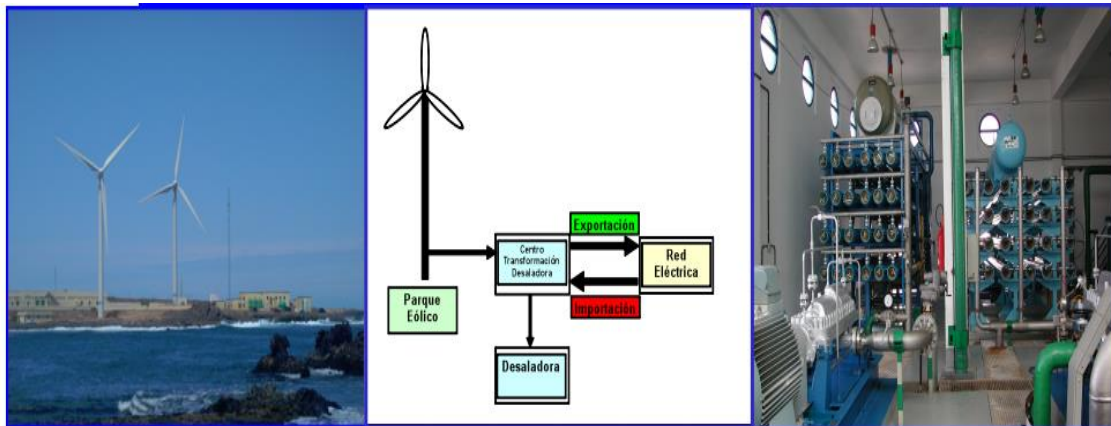 Exportación
Centro
Transformación
Desaladora
Red
Eléctrica
Parque
Eólico
Importación
Desaladora